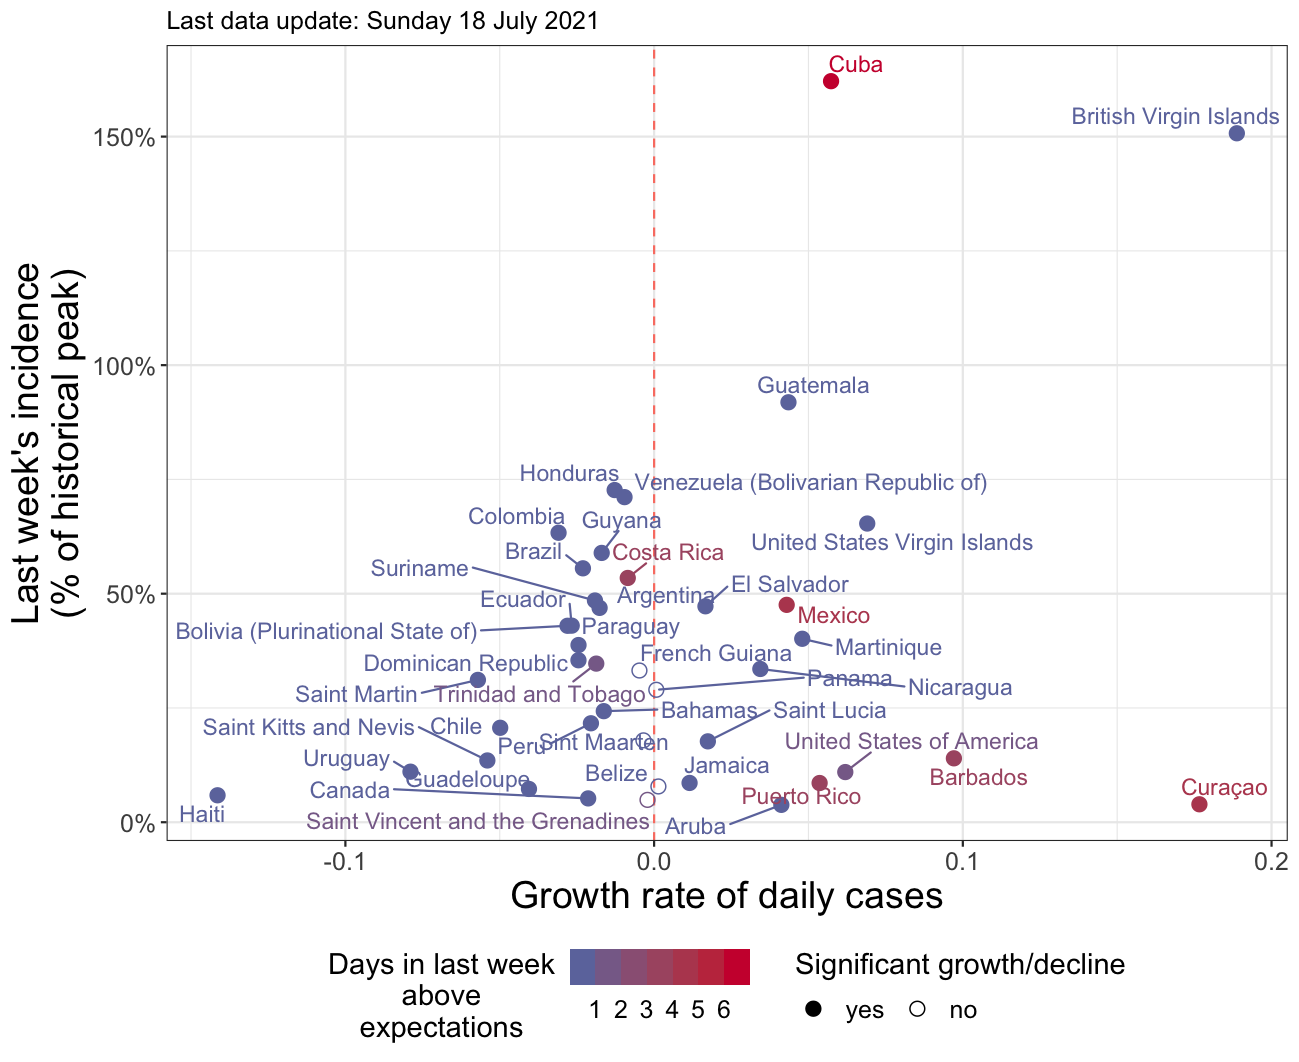 Last data update: Sunday 18 July 2021
Cuba
British Virgin Islands
150%
100%
Guatemala
Honduras
Venezuela (Bolivarian Republic of)
Colombia
Guyana
United States Virgin Islands
Brazil
Costa Rica
Suriname
El Salvador
50%
Ecuador
Argentina
Mexico
Bolivia (Plurinational State of)
Paraguay
Martinique
Dominican Republic
French Guiana
Panama
Nicaragua
Saint Martin
Trinidad and Tobago
Bahamas
Saint Lucia
Saint Kitts and Nevis
Chile
Peru
Sint Maarten
United States of America
Uruguay
Belize
Jamaica
Barbados
Guadeloupe
Canada
Puerto Rico
Curaçao
Haiti
Saint Vincent and the Grenadines
Aruba
0%
-0.1
0.0
0.1
0.2
Last week's incidence
(% of historical peak)
Growth rate of daily cases
Days in last week
above
expectations
1 2 3 4 5 6
Significant growth/decline
yes
no